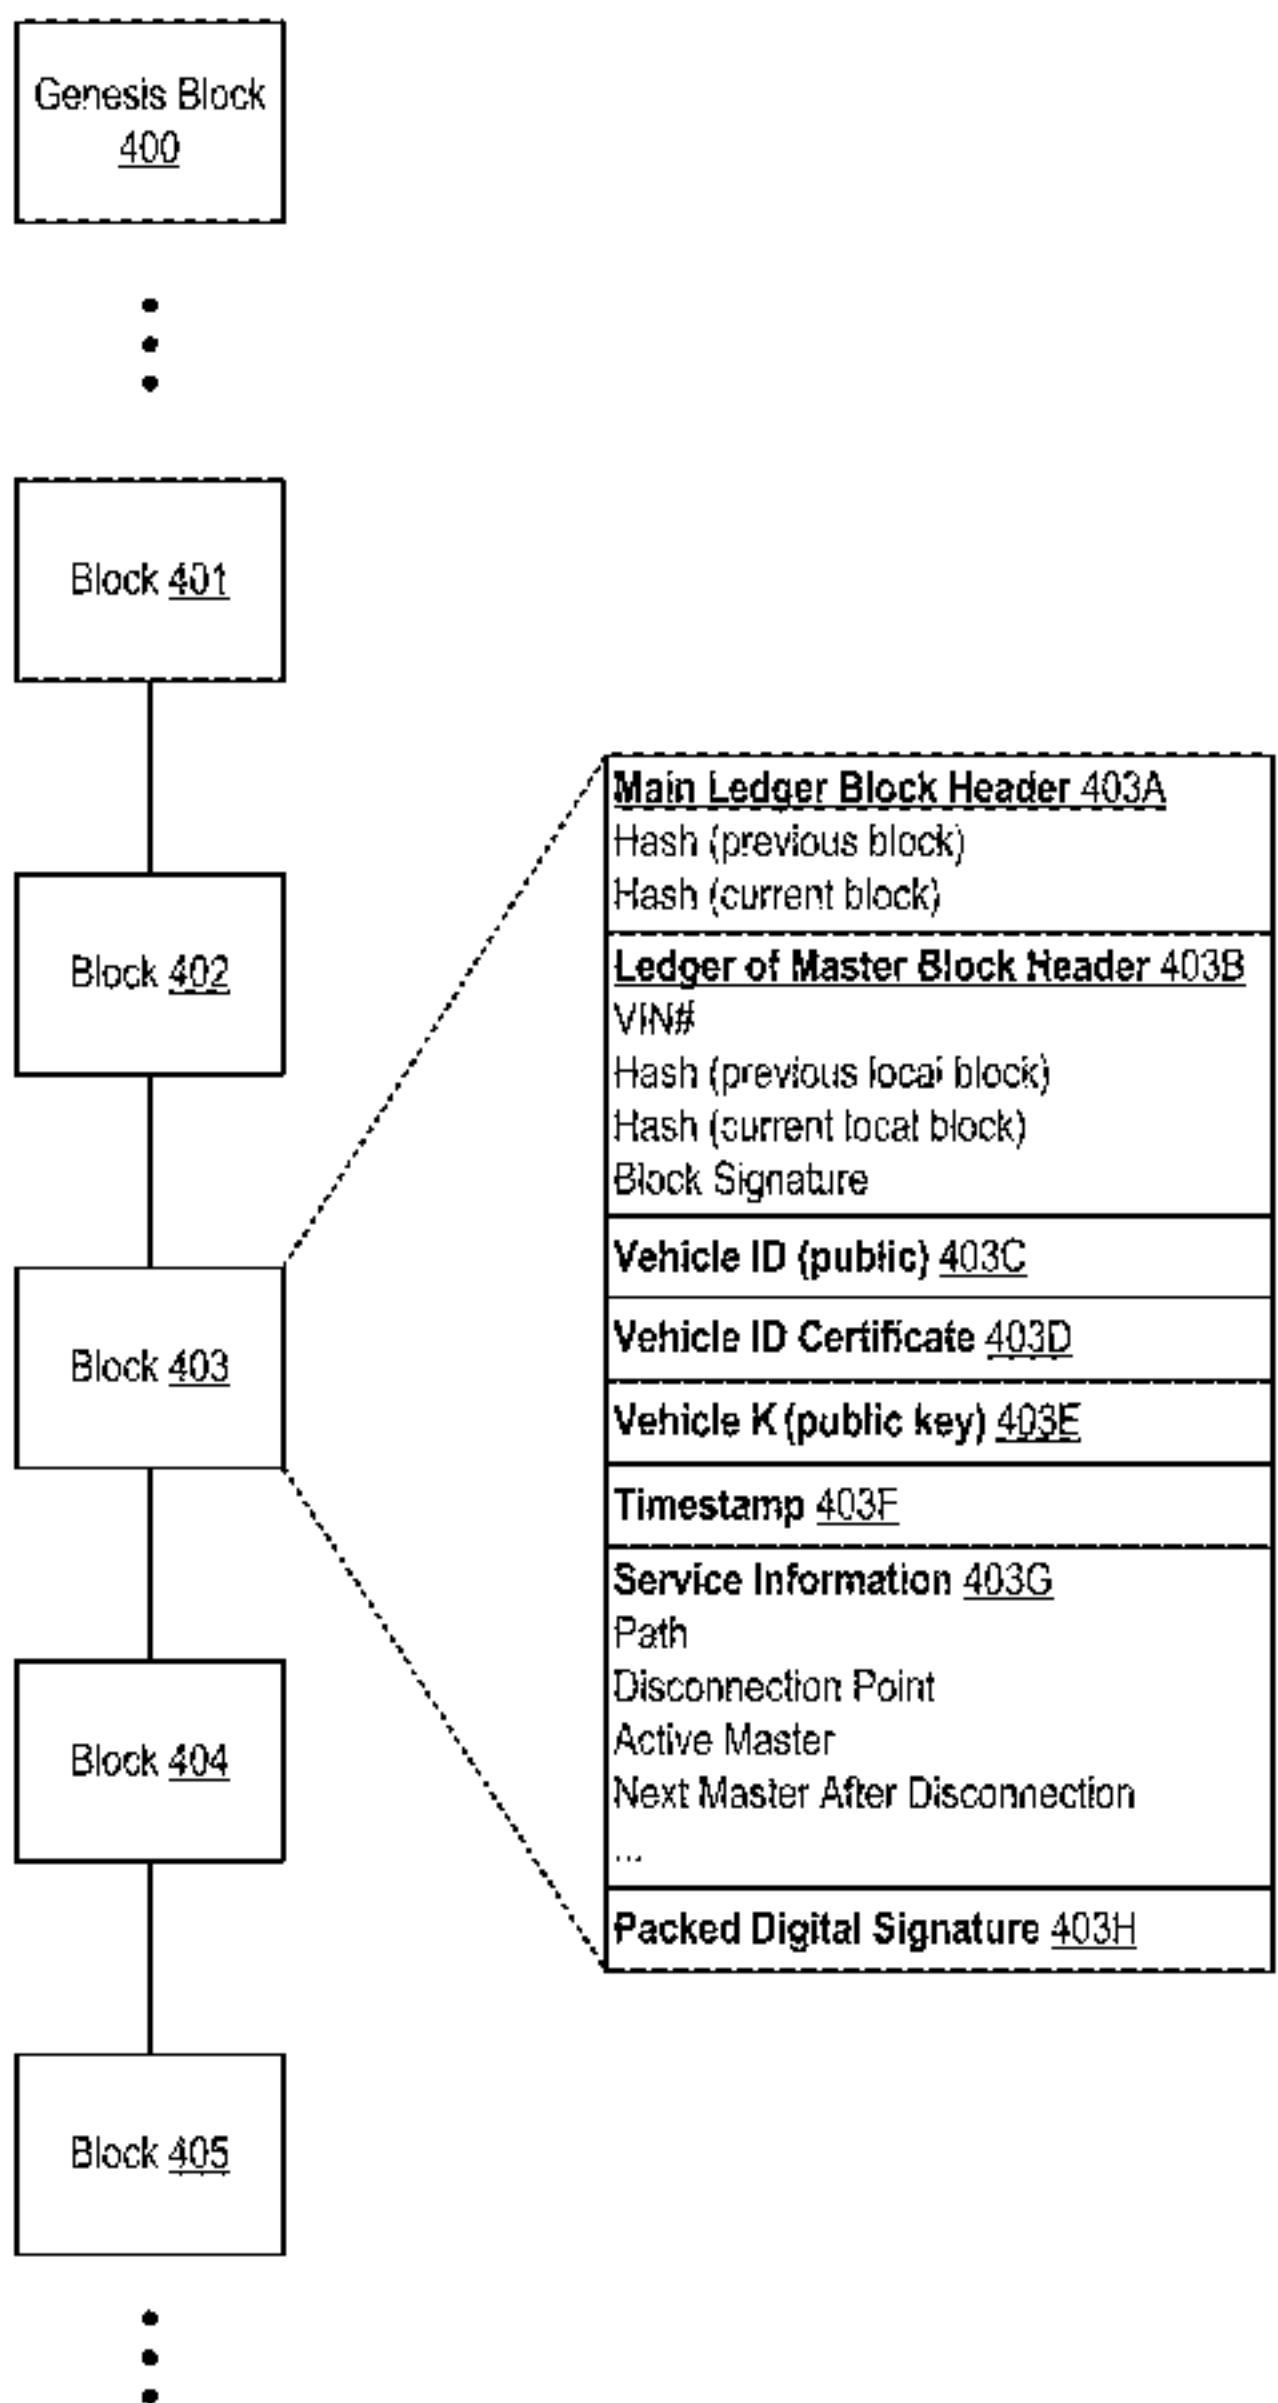 Genesis Block
400
Block 401
Block 402
Block 403
Block 404
Block 405
Main Ledger Block Header 403A
Hash (previous block)
Hash (current block)
Ledger of Master Block Header 403B
VIN#
Hash (previous local block)
Hash (current local block)
Block Signature
Vehicle ID (public) 403C
Vehicle ID Certificate 403D
Vehicle K (public key) 403E
Timestamp 403F
Service Information 403G
Path
Disconnection Point
Active Master
Next Master After Disconnection
...
Packed Digital Signature 403H